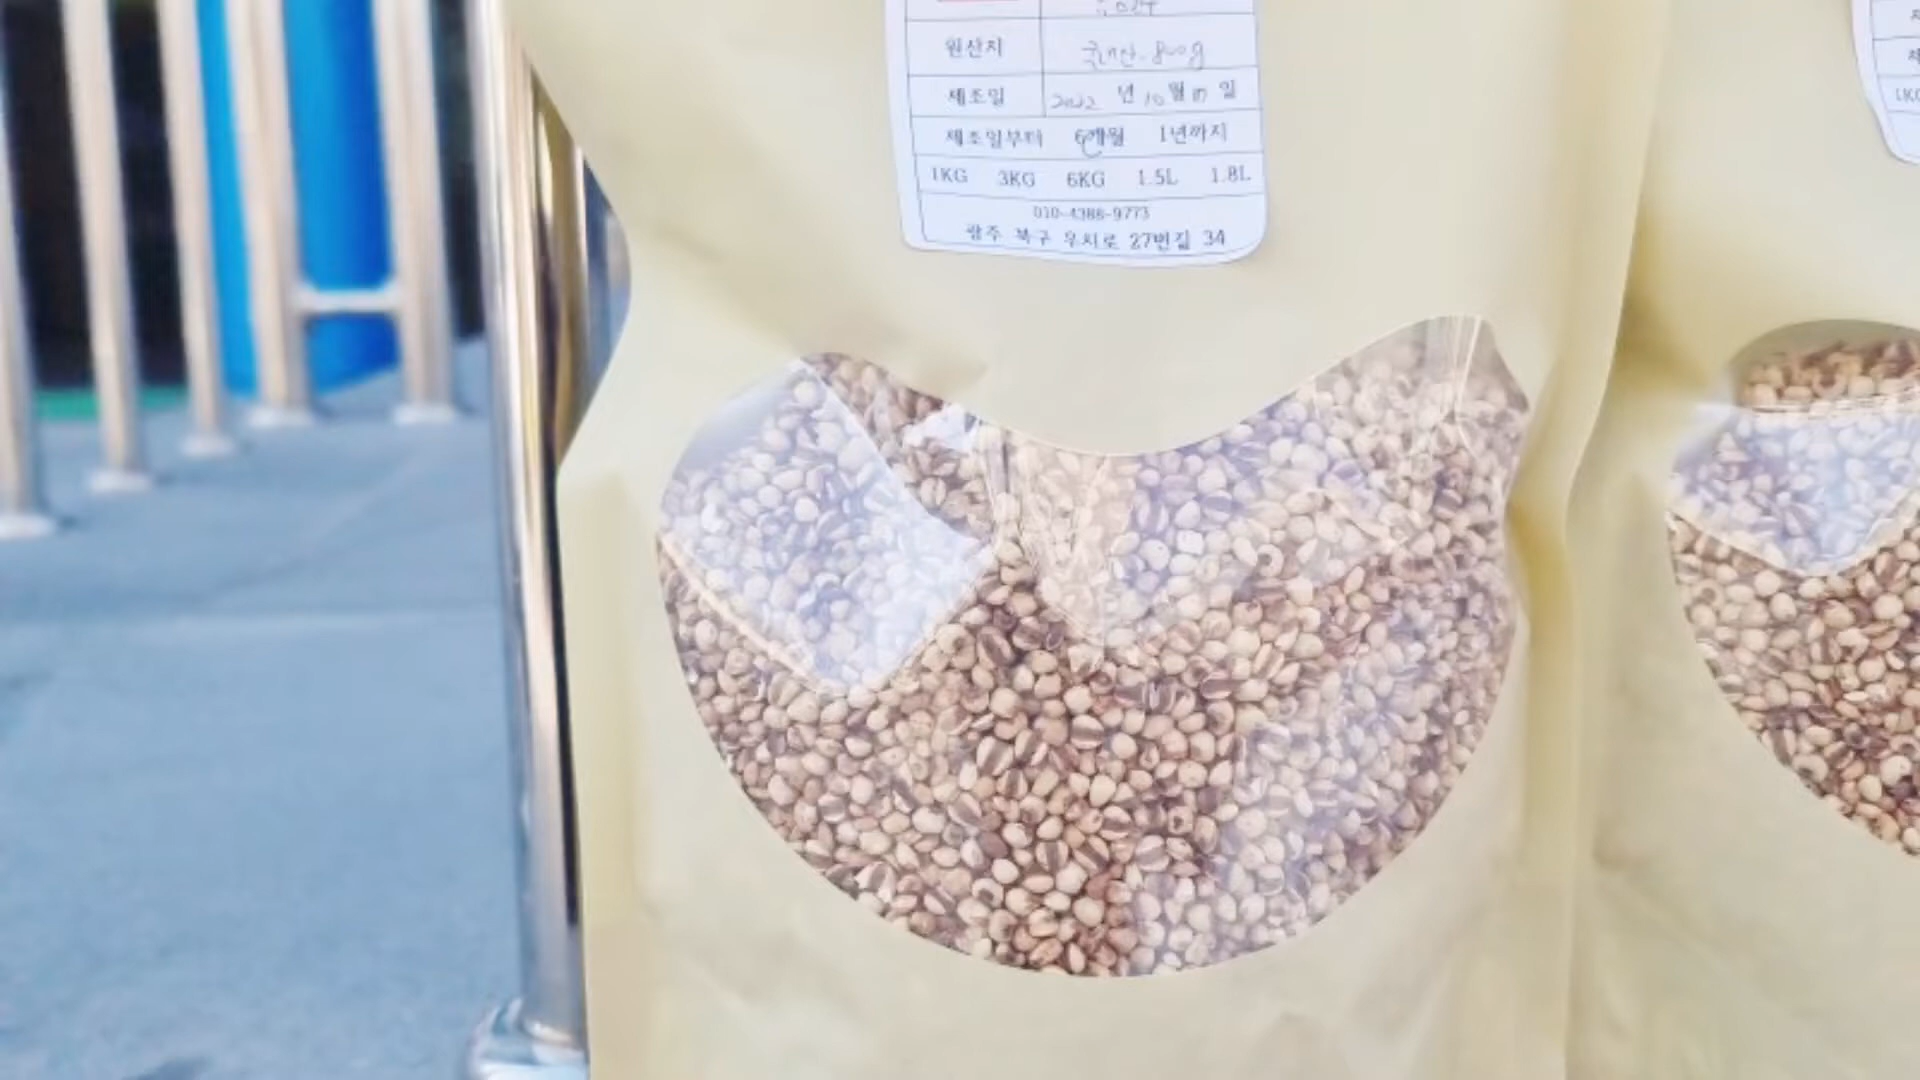 원산지 국내산. 800g
제조일 2022 년 10 월 일
제조일부터 6개월 1년까지
1KG 3KG 6KG 1.5L 1.8L
010-4388-9773
광주 북구 우치로 27번길 34